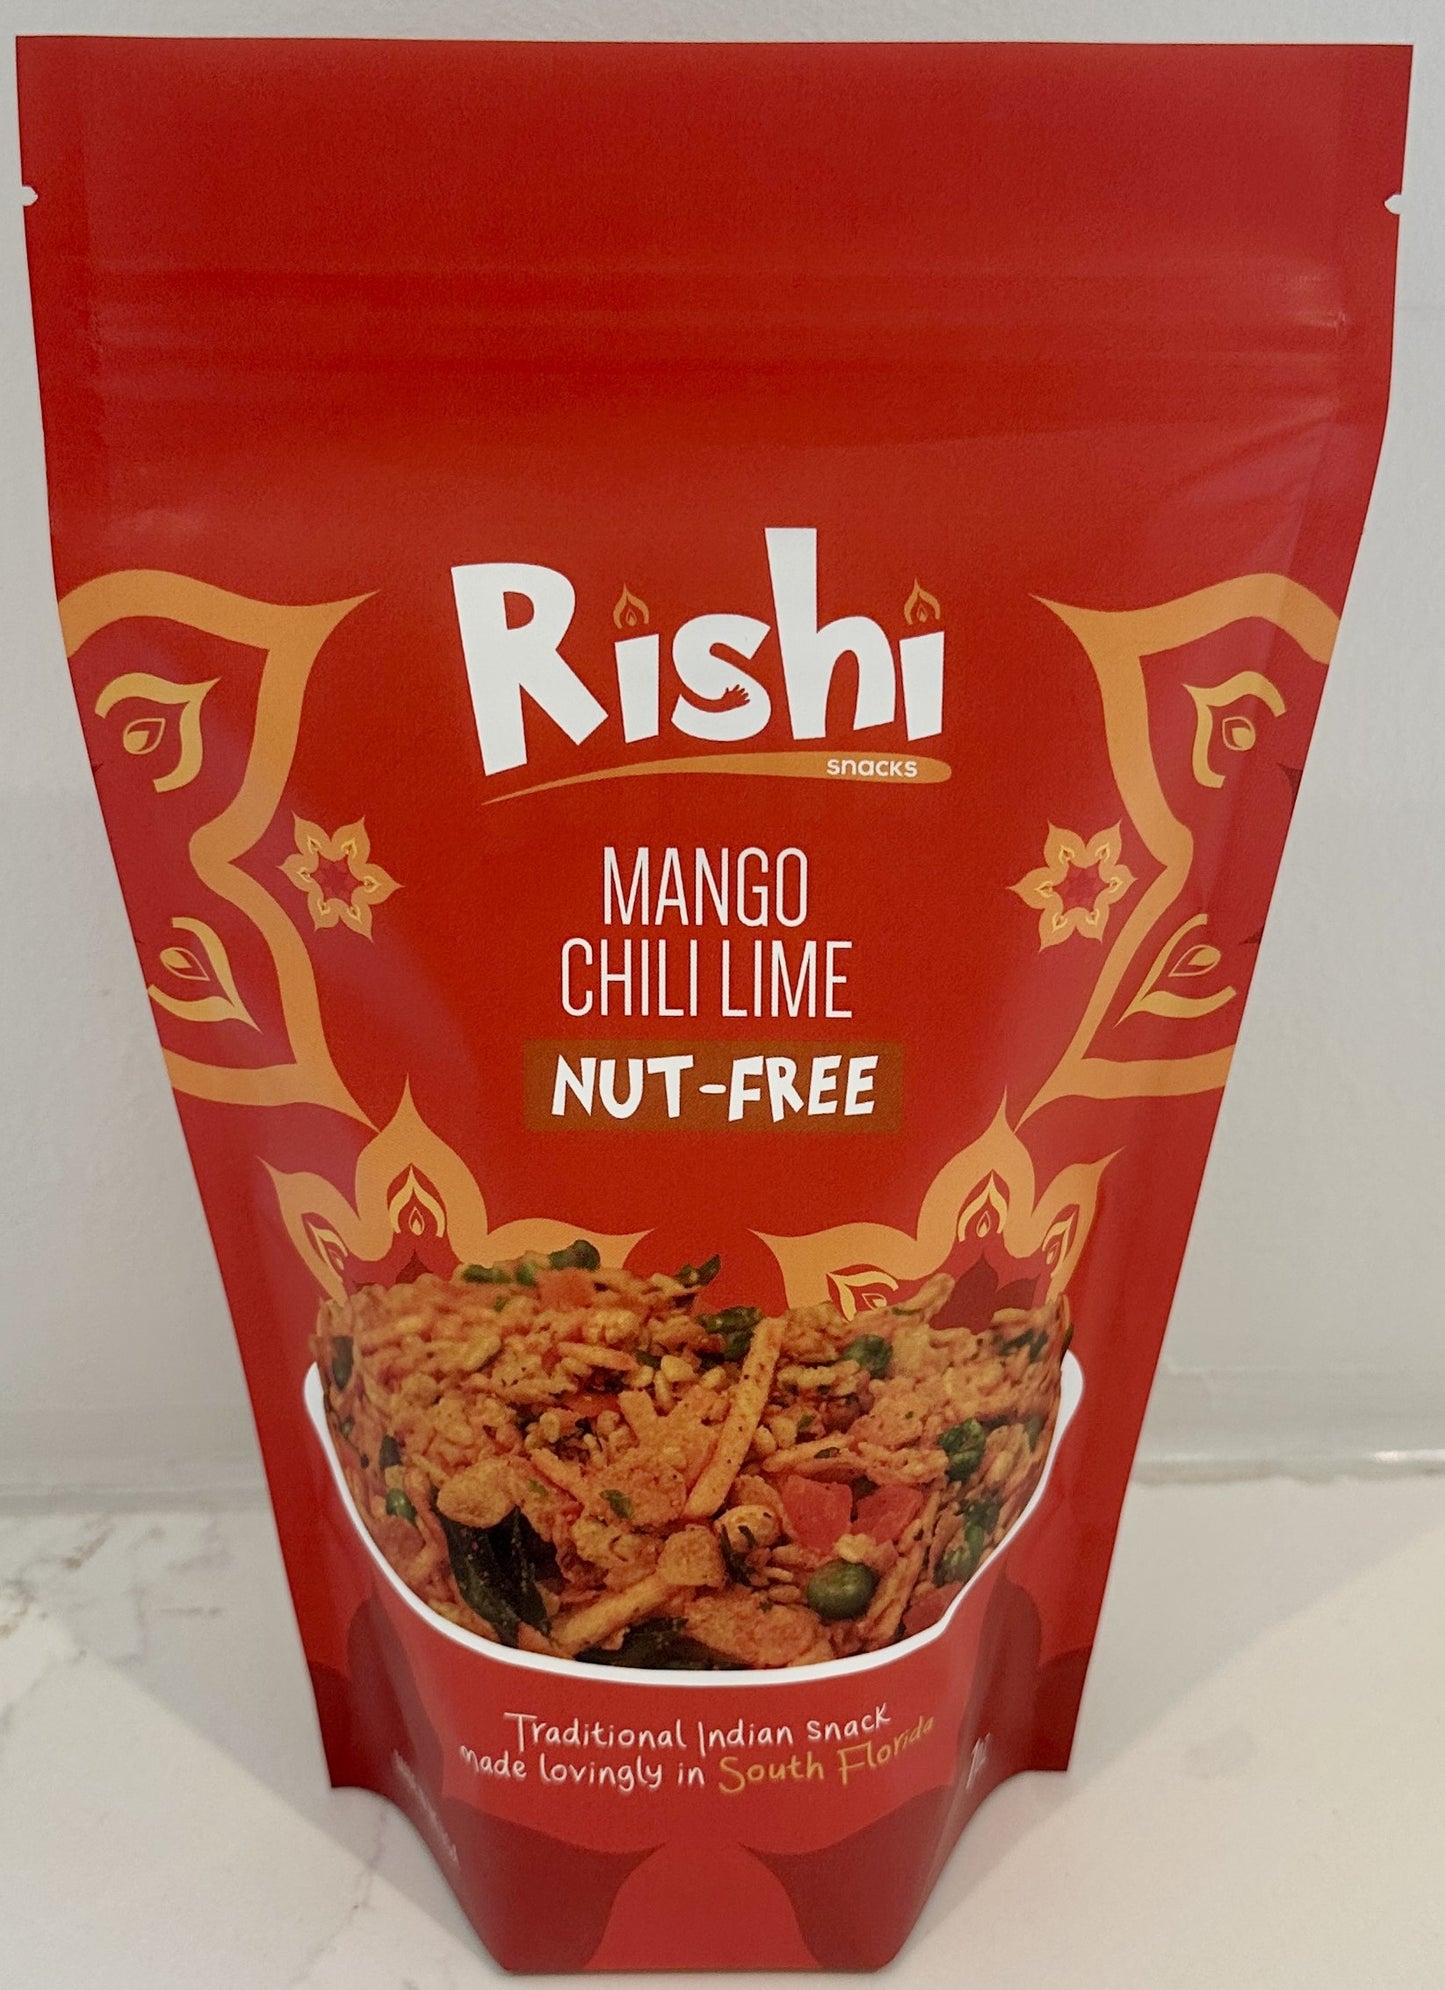 Rishi
snacks
MANGO
CHILI LIME
NUT-FREE
Traditional Indian snack
made lovingly in South Florida